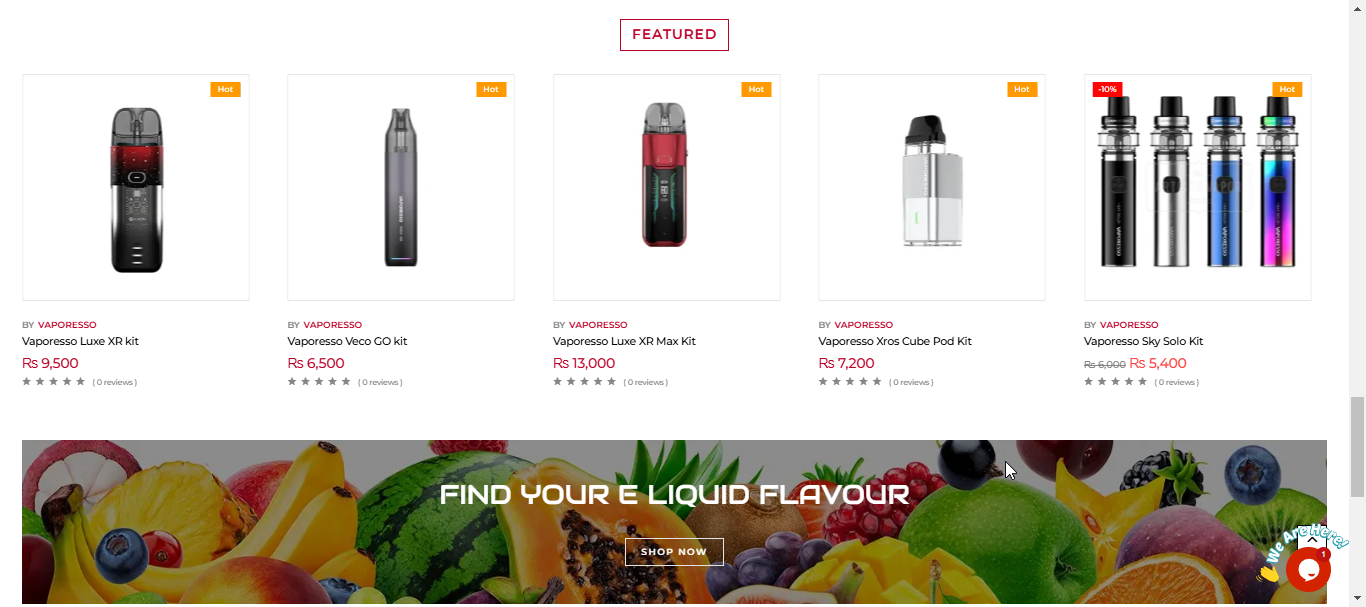 FEATURED
Hot
Hot
Hot
Hot
-10%
Hot
BY VAPORESSO
Vaporesso Luxe XR kit
Rs 9,500
( 0 reviews )
BY VAPORESSO
Vaporesso Veco GO kit
Rs 6,500
( 0 reviews )
BY VAPORESSO
Vaporesso Luxe XR Max Kit
Rs 13,000
( 0 reviews )
BY VAPORESSO
Vaporesso Xros Cube Pod Kit
Rs 7,200
( 0 reviews )
BY VAPORESSO
Vaporesso Sky Solo Kit
Rs 6,000 Rs 5,400
( 0 reviews )
FIND YOUR E LIQUID FLAVOUR
SHOP NOW
We Are Here!
1